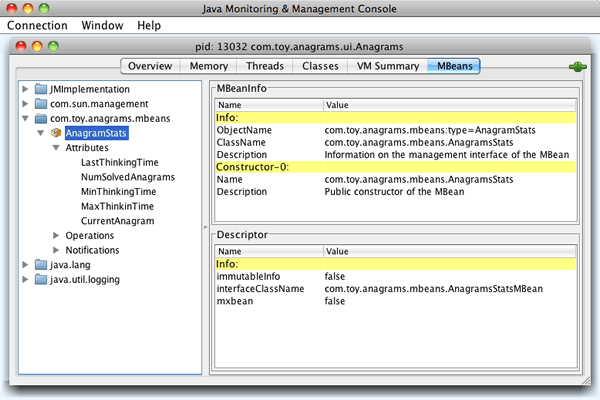 Java Monitoring & Management Console
Connection Window Help
pid: 13032 com.toy.anagrams.ui.Anagrams
Overview Memory Threads Classes VM Summary MBeans
JMImplementation
com.sun.management
com.toy.anagrams.mbeans
AnagramStats
Attributes
LastThinkingTime
NumSolvedAnagrams
MinThinkingTime
MaxThinkinTime
CurrentAnagram
Operations
Notifications
java.lang
java.util.logging
MBeanInfo
Name Value
Info:
ObjectName com.toy.anagrams.mbeans:type=AnagramStats
ClassName com.toy.anagrams.mbeans.AnagramsStats
Description Information on the management interface of the MBean
Constructor-0:
Name com.toy.anagrams.mbeans.AnagramsStats
Description Public constructor of the MBean
Descriptor
Name Value
Info:
immutableInfo false
interfaceClassName com.toy.anagrams.mbeans.AnagramsStatsMBean
mxbean false